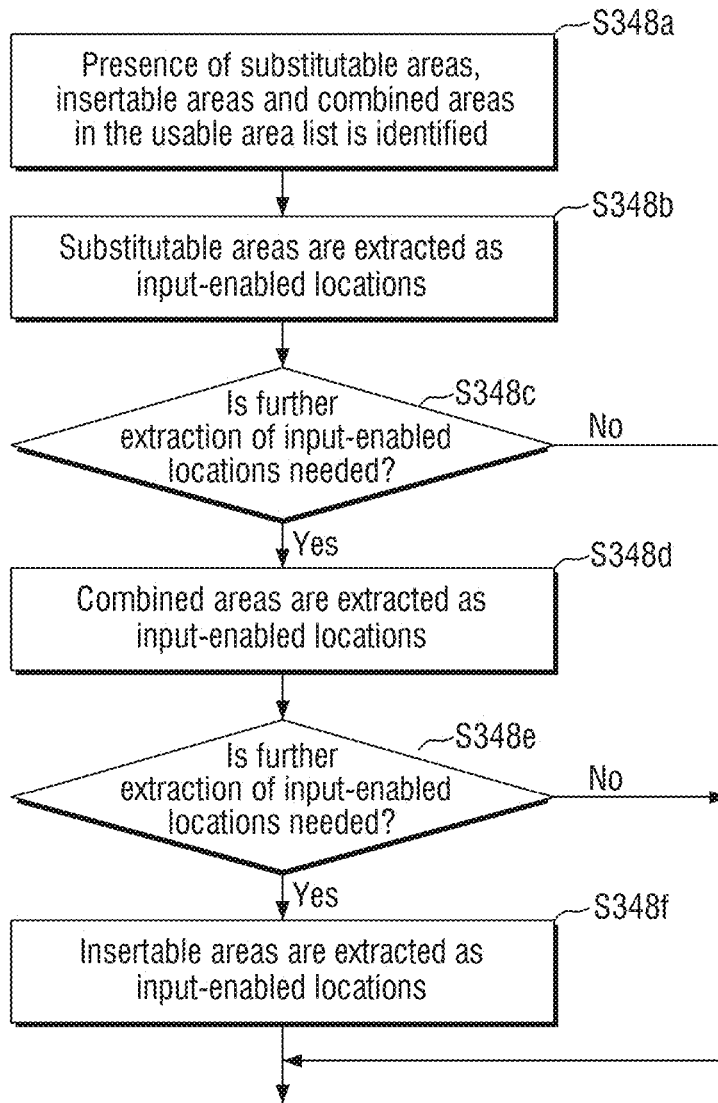 S348a
Presence of substitutable areas,
insertable areas and combined areas
in the usable area list is identified
S348b
Substitutable areas are extracted as
input-enabled locations
S348c
Is further
extraction of input-enabled
locations needed?
No
Yes
S348d
Combined areas are extracted as
input-enabled locations
S348e
Is further
extraction of input-enabled
locations needed?
No
Yes
S348f
Insertable areas are extracted as
input-enabled locations